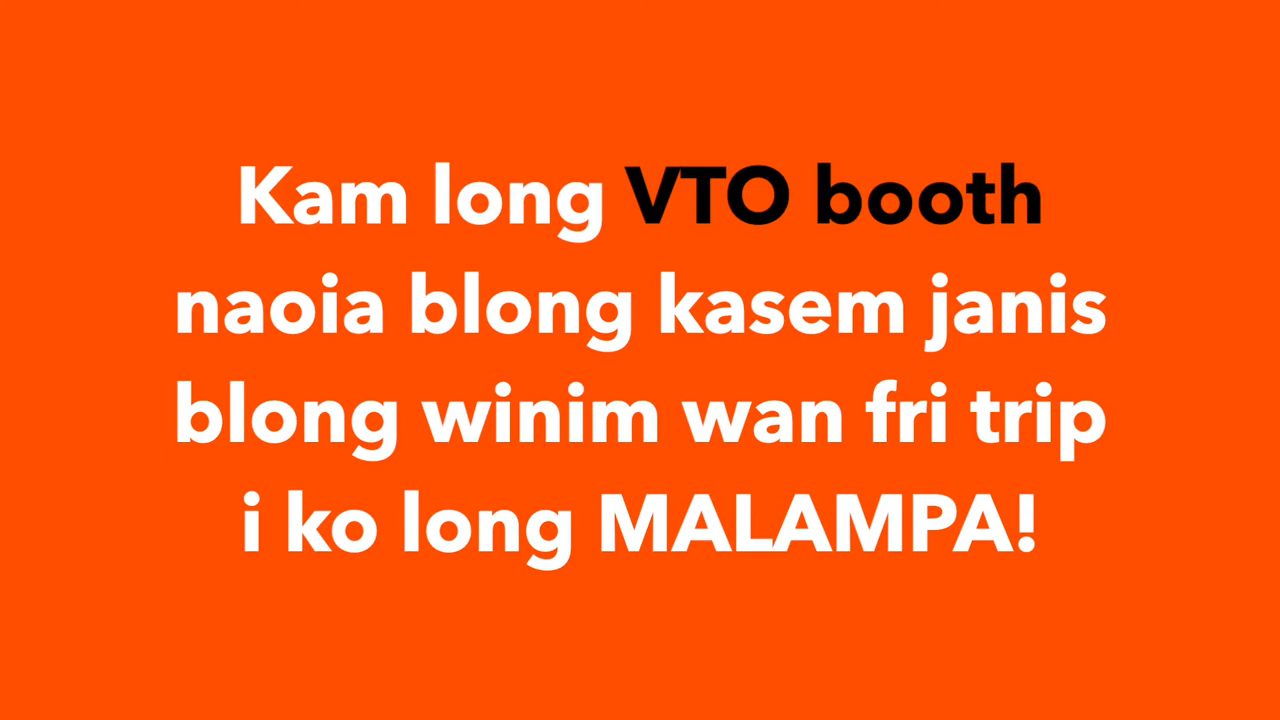 Kam long VTO booth
naoia blong kasem janis
blong winim wan fri trip
i ko long MALAMPA!